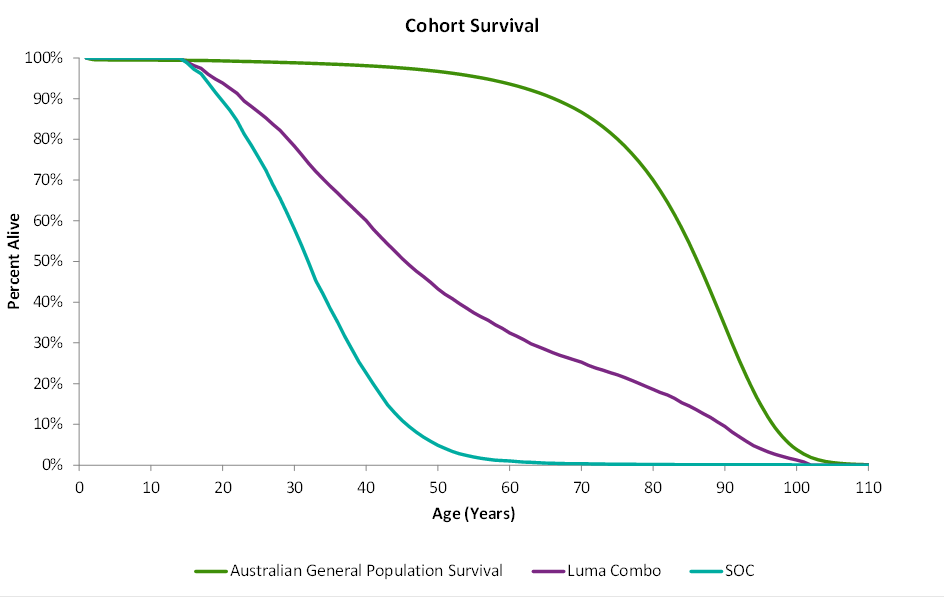 Cohort Survival
100%
90%
80%
70%
60%
50%
40%
30%
20%
10%
0%
Percent Alive
0 10 20 30 40 50 60 70 80 90 100 110
Age (Years)
Australian General Population Survival Luma Combo SOC